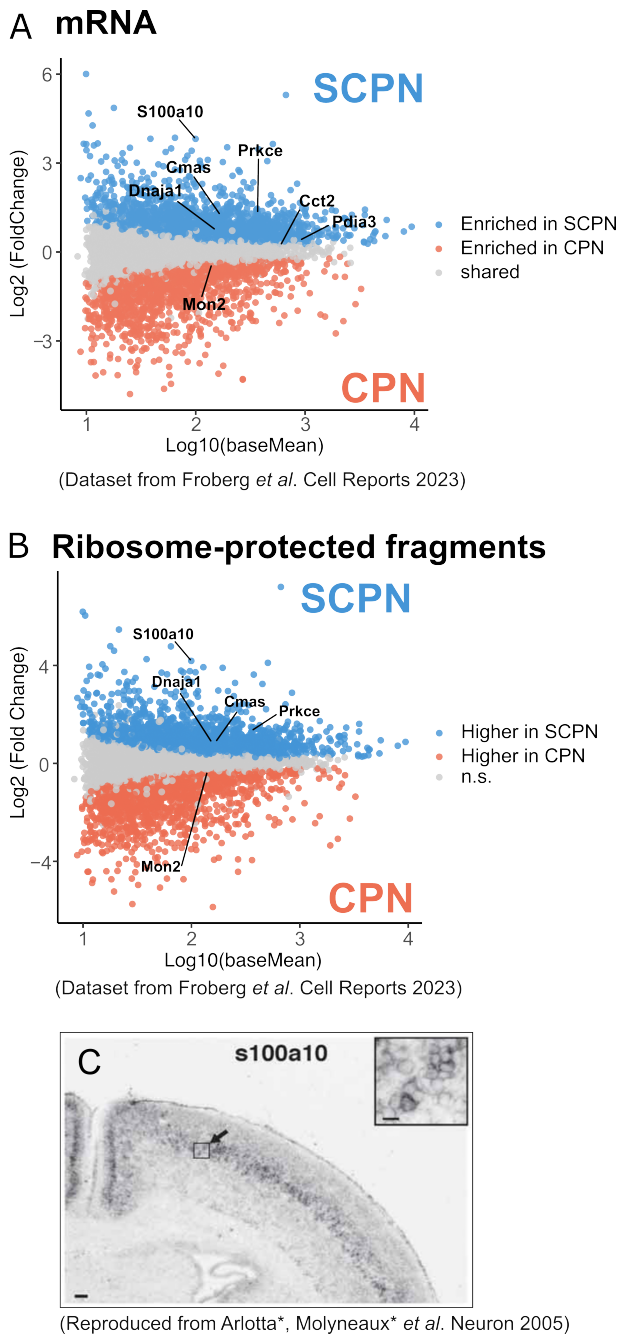 A mRNA
SCPN
6
S100a10
Prkce
3
Cmas
Dnaja1
Cct2
Pdia3
Enriched in SCPN
Enriched in CPN
shared
0
Log2 (FoldChange)
Mon2
−3
CPN
1 2 3 4
Log10(baseMean)
(Dataset from Froberg et al. Cell Reports 2023)
B Ribosome-protected fragments
SCPN
S100a10
4
Dnaja1
Cmas
Prkce
Higher in SCPN
Higher in CPN
n.s.
0
Log2 (Fold Change)
Mon2
−4
CPN
1 2 3 4
Log10(baseMean)
(Dataset from Froberg et al. Cell Reports 2023)
C s100a10
(Reproduced from Arlotta*, Molyneaux* et al. Neuron 2005)